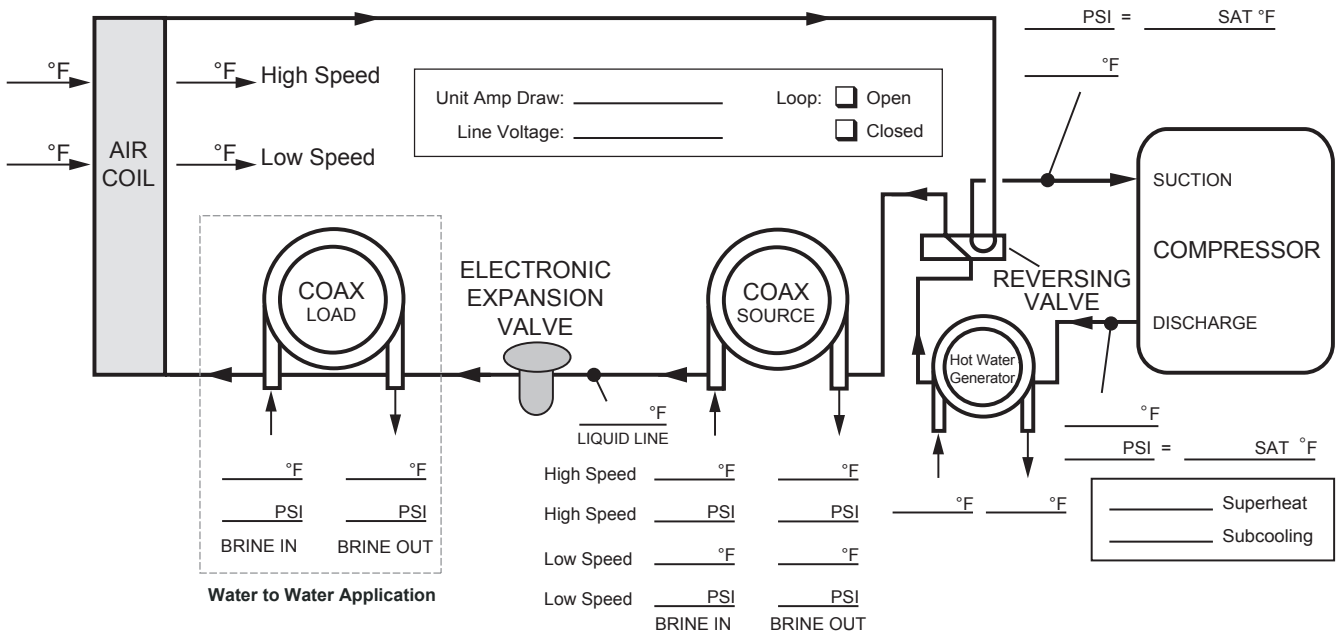 PSI = SAT °F
°F
°F
°F High Speed
°F
°F Low Speed
AIR
COIL
Unit Amp Draw:
Line Voltage:
Loop: Open
Closed
SUCTION
COMPRESSOR
DISCHARGE
REVERSING
VALVE
Hot Water
Generator
COAX
LOAD
ELECTRONIC
EXPANSION
VALVE
COAX
SOURCE
°F
LIQUID LINE
°F
PSI = SAT °F
°F °F
Superheat
Subcooling
°F °F
PSI PSI
BRINE IN BRINE OUT
Water to Water Application
High Speed °F °F
High Speed PSI PSI
Low Speed °F °F
Low Speed PSI PSI
BRINE IN BRINE OUT